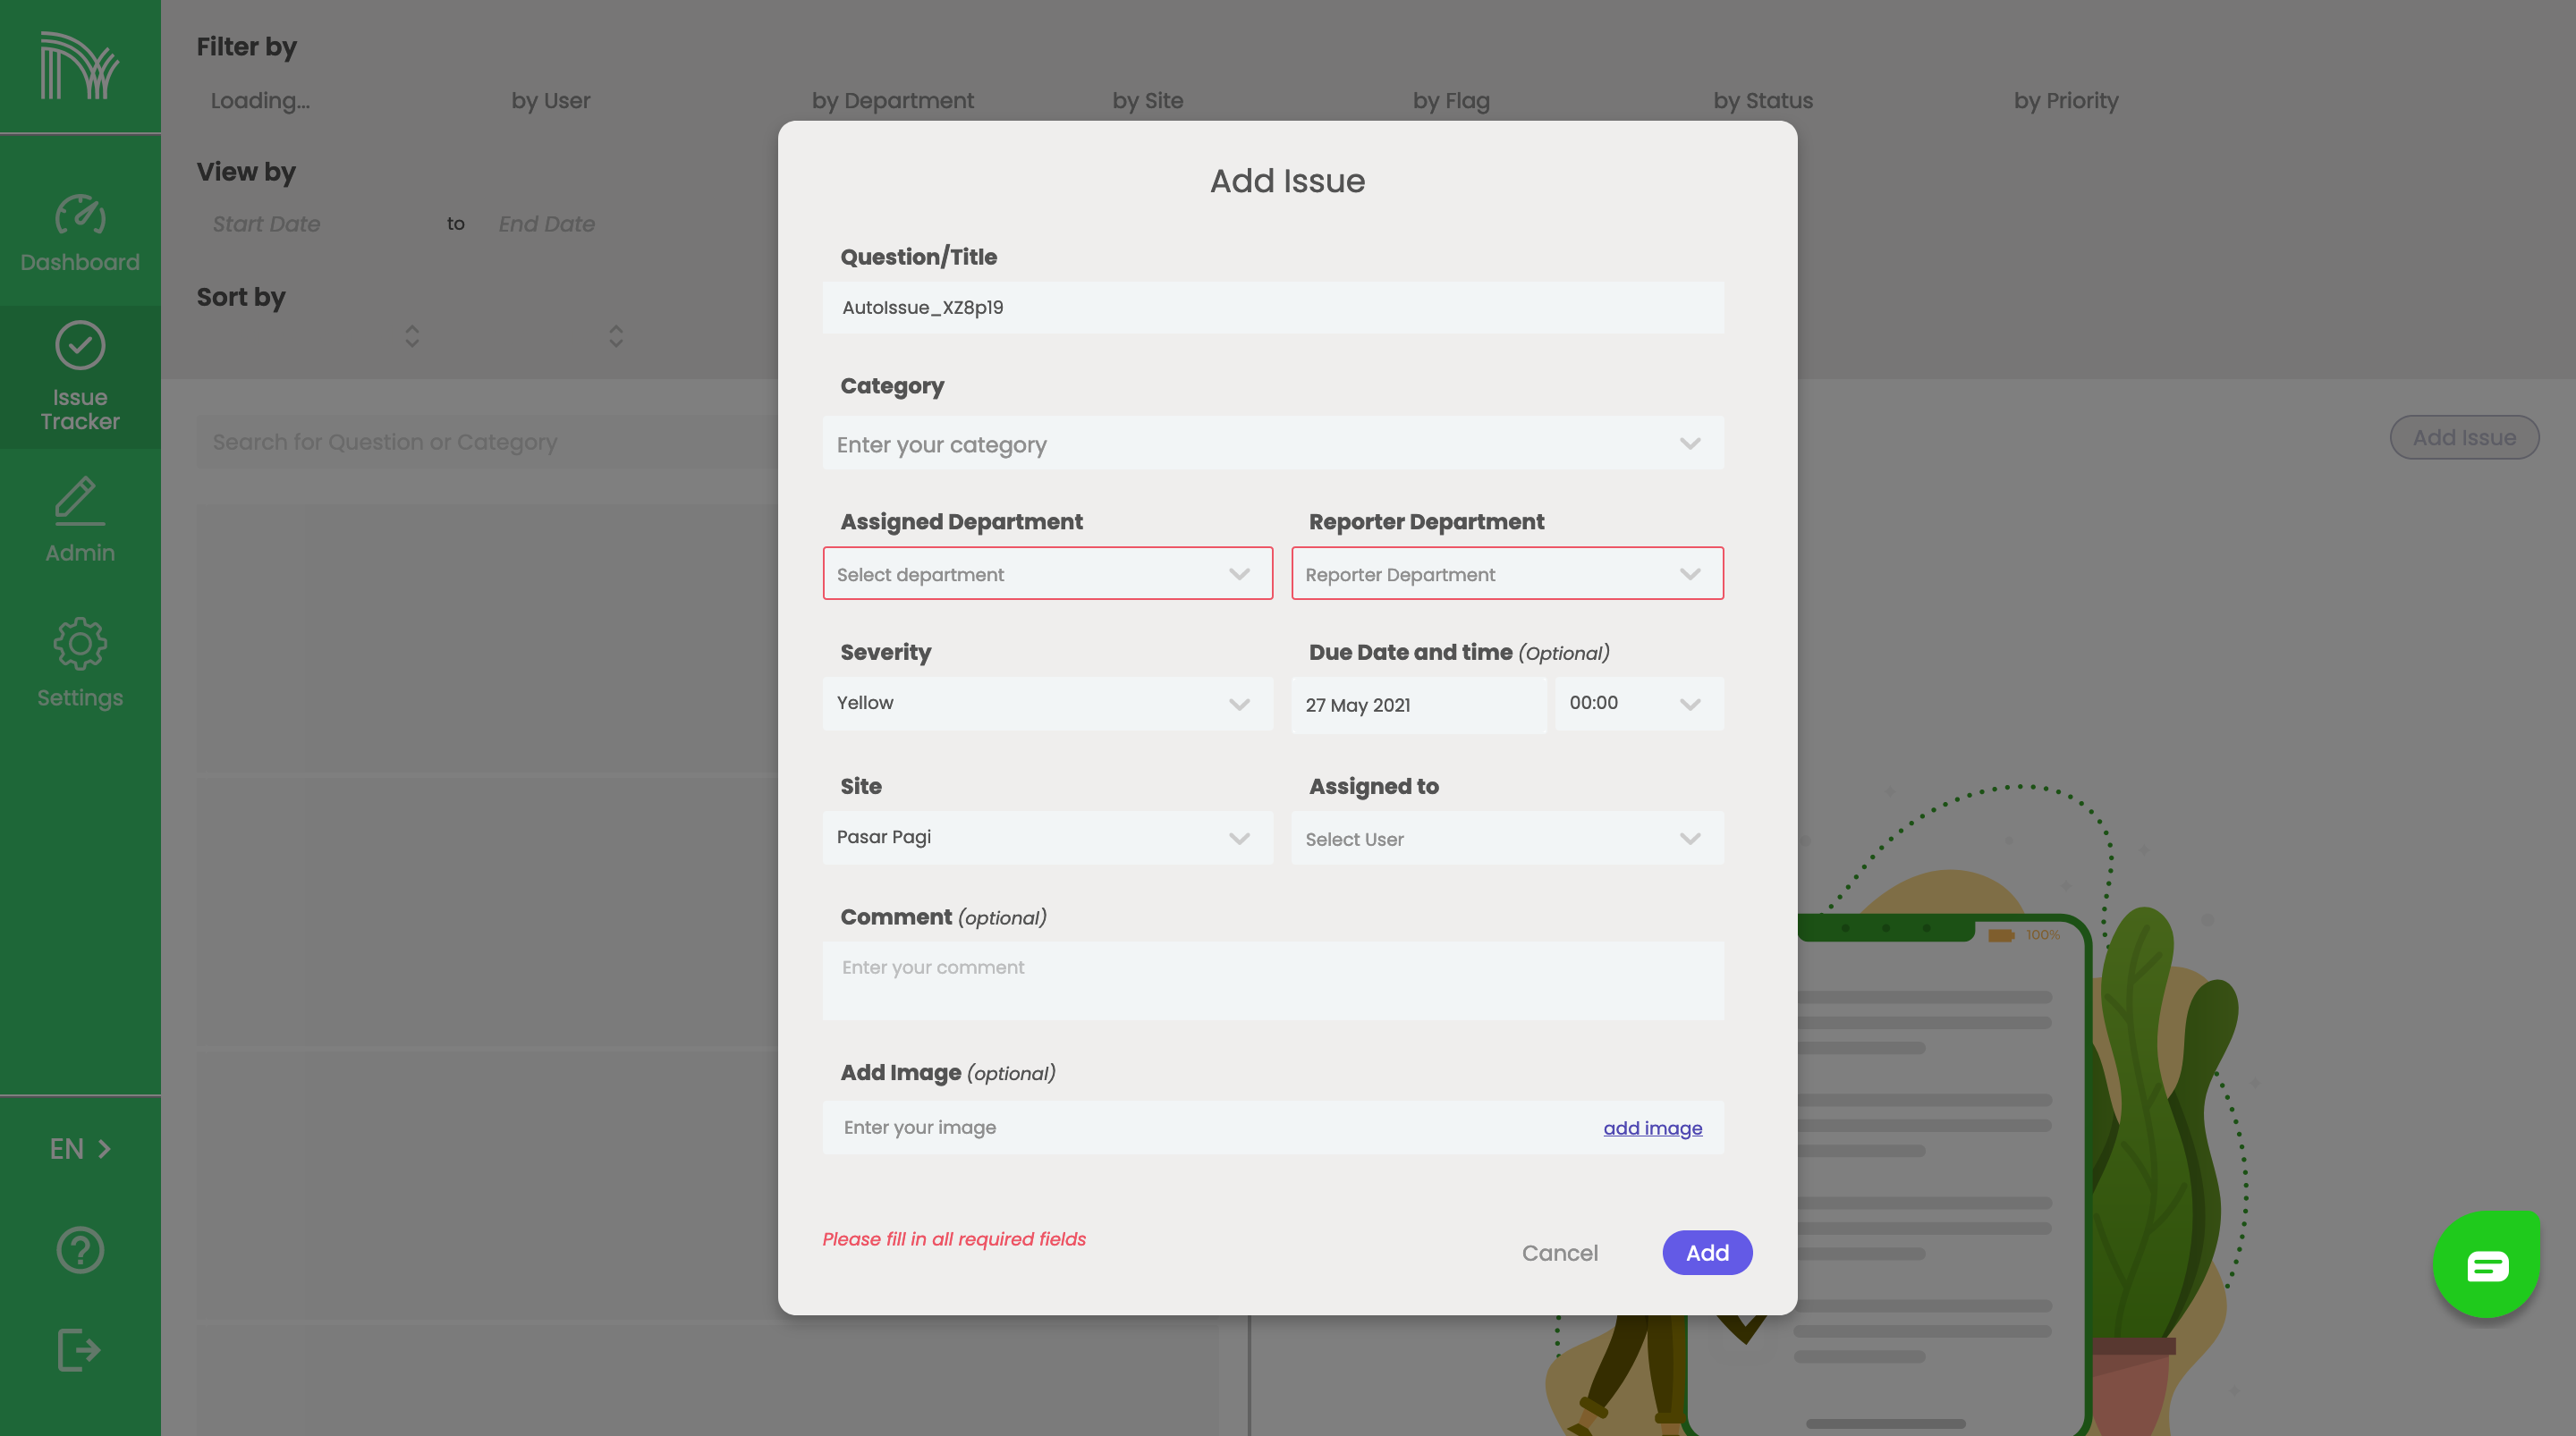 Filter by
Loading...
by User
by Department
by Site
by Flag
by Status
by Priority
View by
Start Date
to
End Date
Sort by
Dashboard
Issue
Tracker
Admin
Settings
EN
Search for Question or Category
Add Issue
Add Issue
Question/Title
AutoIssue_XZ8p19
Category
Enter your category
Assigned Department
Reporter Department
Select department
Reporter Department
Severity
Due Date and time (Optional)
Yellow
27 May 2021
00:00
Site
Assigned to
Pasar Pagi
Select User
Comment (optional)
Enter your comment
Add Image (optional)
Enter your image
add image
Please fill in all required fields
Cancel
Add
100%